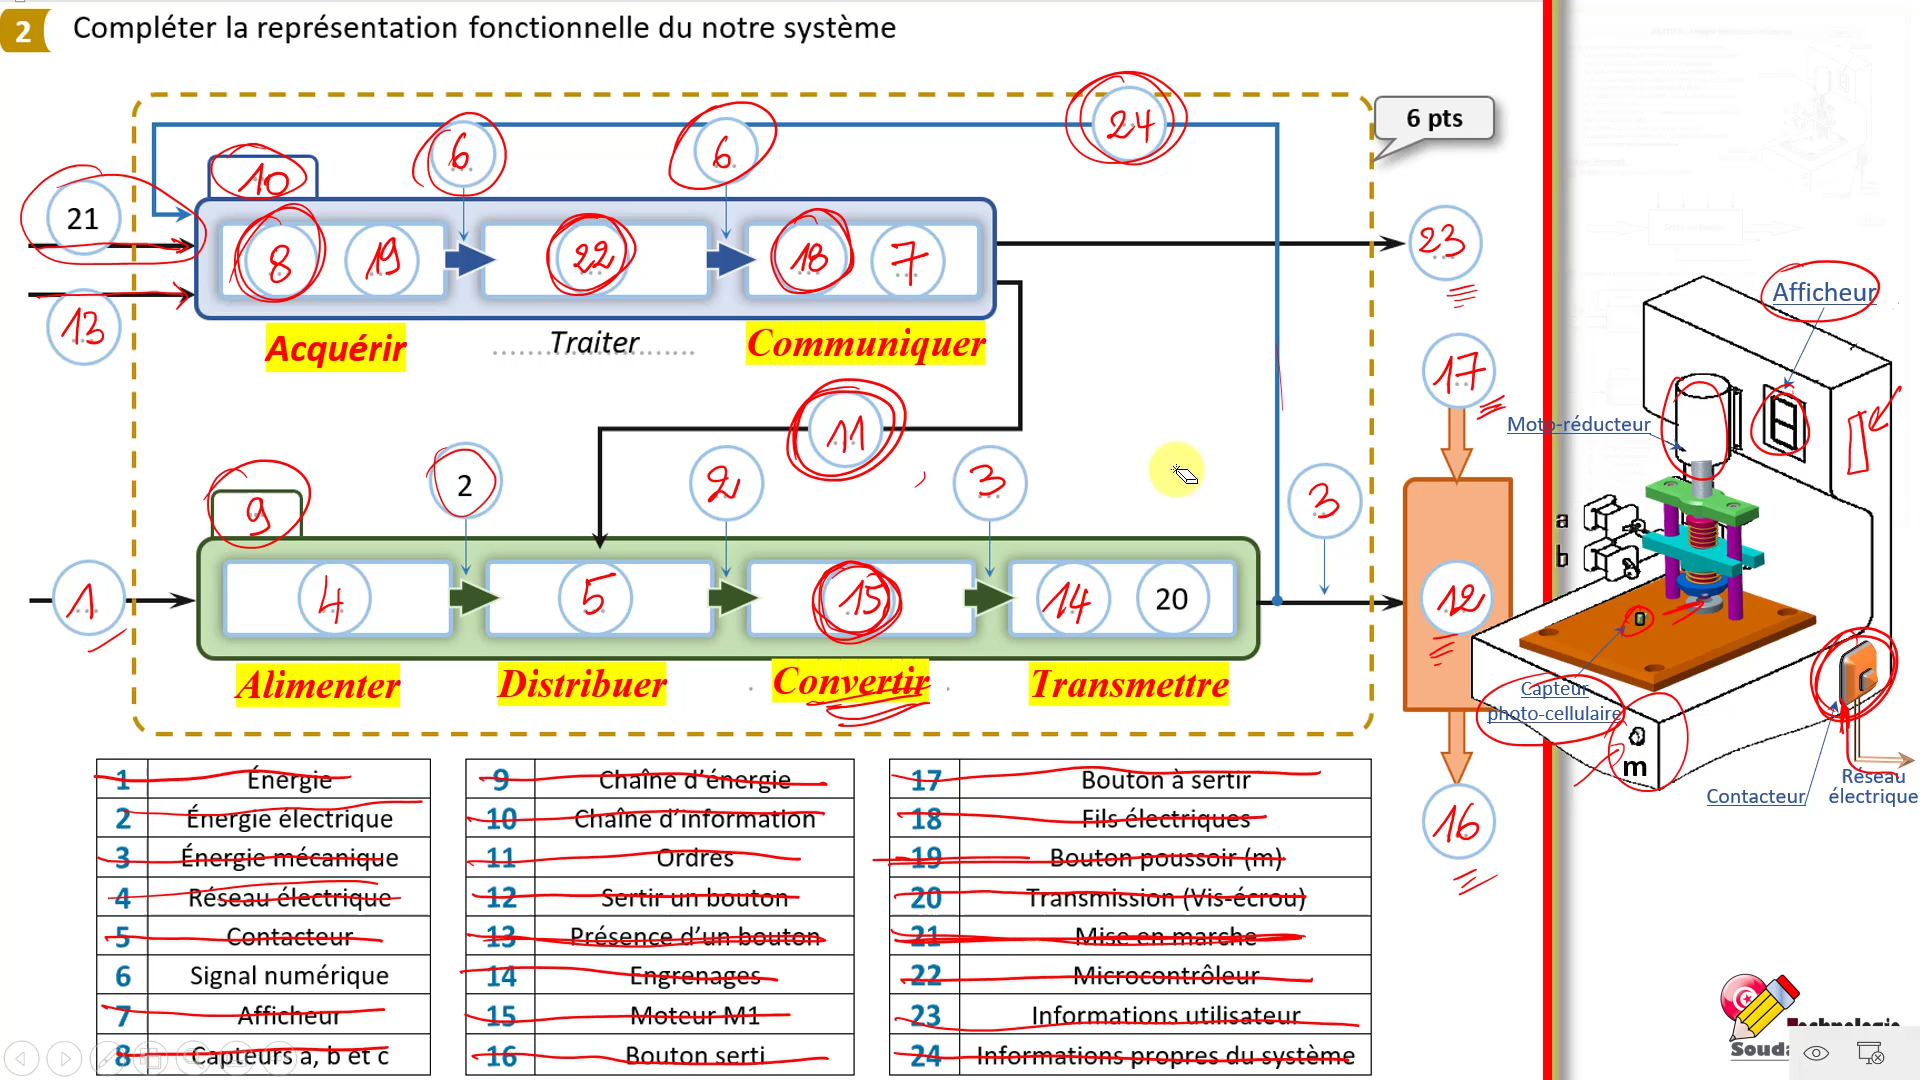 2 Compléter la représentation fonctionnelle du notre système
6 pts
24
6 6
10
21
8 19 22 18 7
23
13
Acquérir Traiter Communiquer
17
Afficheur
Moto-réducteur
11
2 2 3 3
9
a
b
1 4 5 15 14 20 12
Alimenter Distribuer Convertir Transmettre
Capteur
photo-cellulaire
m
Contacteur
Réseau
électrique
16
1 Énergie
2 Énergie électrique
3 Énergie mécanique
4 Réseau électrique
5 Contacteur
6 Signal numérique
7 Afficheur
8 Capteurs a, b et c
9 Chaîne d'énergie
10 Chaîne d'information
11 Ordres
12 Sertir un bouton
13 Présence d'un bouton
14 Engrenages
15 Moteur M1
16 Bouton serti
17 Bouton à sertir
18 Fils électriques
19 Bouton poussoir (m)
20 Transmission (Vis-écrou)
21 Mise en marche
22 Microcontrôleur
23 Informations utilisateur
24 Informations propres du système
Technologie